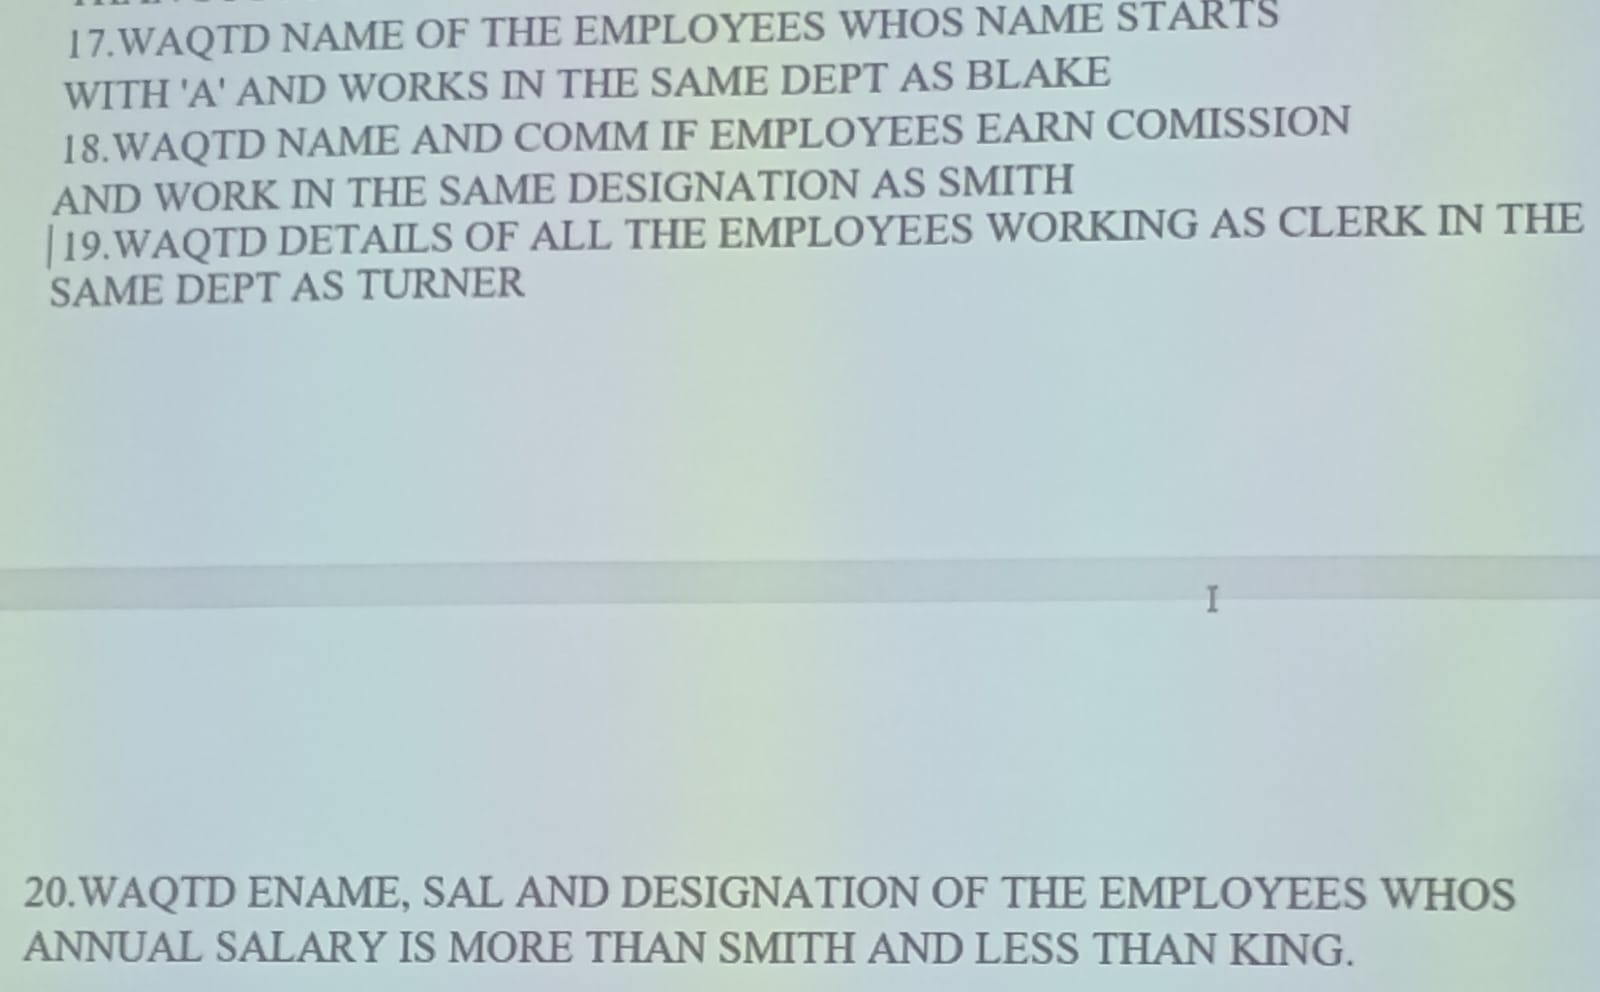 17.WAQTD NAME OF THE EMPLOYEES WHOS NAME STARTS
WITH 'A' AND WORKS IN THE SAME DEPT AS BLAKE
18.WAQTD NAME AND COMM IF EMPLOYEES EARN COMISSION
AND WORK IN THE SAME DESIGNATION AS SMITH
19.WAQTD DETAILS OF ALL THE EMPLOYEES WORKING AS CLERK IN THE
SAME DEPT AS TURNER
20.WAQTD ENAME, SAL AND DESIGNATION OF THE EMPLOYEES WHOS
ANNUAL SALARY IS MORE THAN SMITH AND LESS THAN KING.